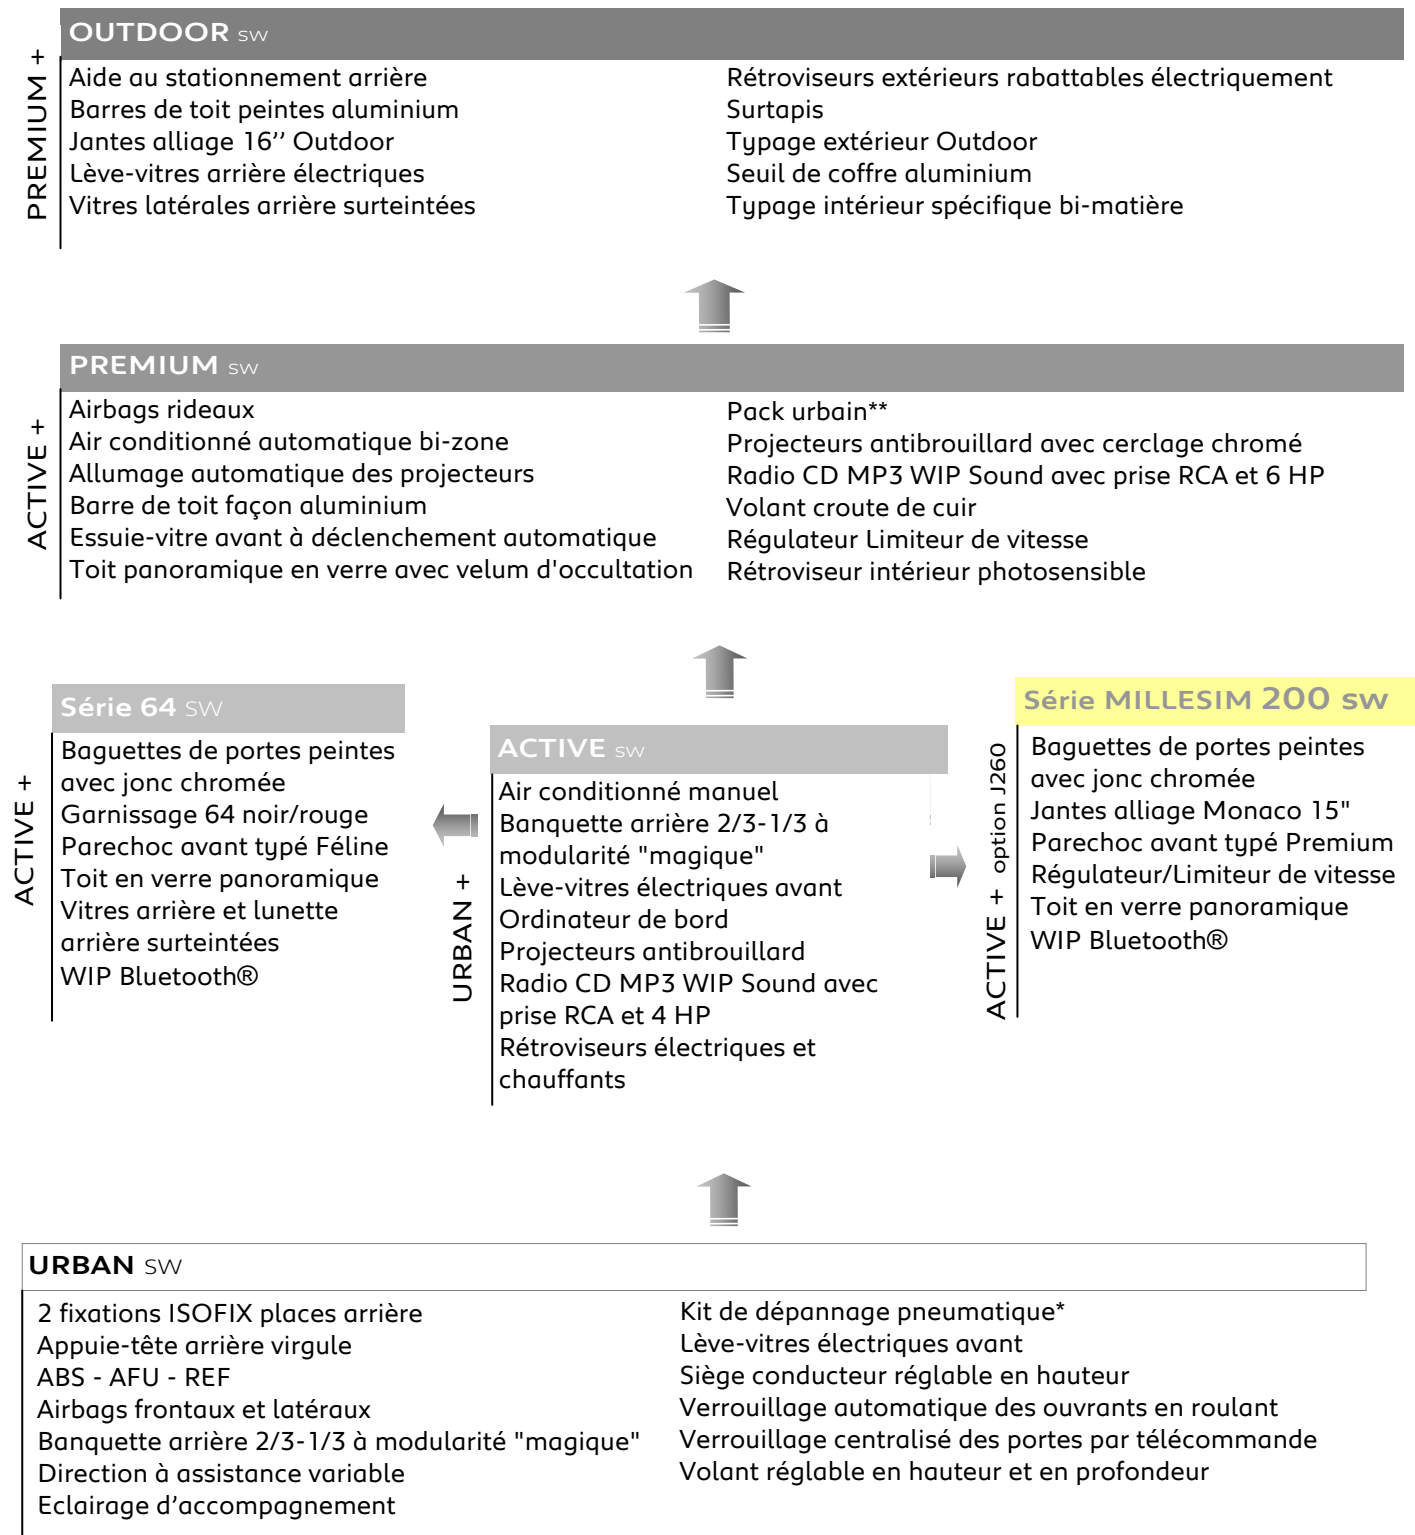 OUTDOOR SW
PREMIUM +
Aide au stationnement arrière
Barres de toit peintes aluminium
Jantes alliage 16’’ Outdoor
Lève-vitres arrière électriques
Vitres latérales arrière surteintées
Rétroviseurs extérieurs rabattables électriquement
Surtapis
Typage extérieur Outdoor
Seuil de coffre aluminium
Typage intérieur spécifique bi-matière
PREMIUM SW
ACTIVE +
Airbags rideaux
Air conditionné automatique bi-zone
Allumage automatique des projecteurs
Barre de toit façon aluminium
Essuie-vitre avant à déclenchement automatique
Toit panoramique en verre avec velum d'occultation
Pack urbain**
Projecteurs antibrouillard avec cerclage chromé
Radio CD MP3 WIP Sound avec prise RCA et 6 HP
Volant croute de cuir
Régulateur Limiteur de vitesse
Rétroviseur intérieur photosensible
Série 64 SW
ACTIVE +
Baguettes de portes peintes
avec jonc chromée
Garnissage 64 noir/rouge
Parechoc avant typé Féline
Toit en verre panoramique
Vitres arrière et lunette
arrière surteintées
WIP Bluetooth®
ACTIVE SW
URBAN +
Air conditionné manuel
Banquette arrière 2/3-1/3 à
modularité "magique"
Lève-vitres électriques avant
Ordinateur de bord
Projecteurs antibrouillard
Radio CD MP3 WIP Sound avec
prise RCA et 4 HP
Rétroviseurs électriques et
chauffants
Série MILLESIM 200 sw
ACTIVE + option J260
Baguettes de portes peintes
avec jonc chromée
Jantes alliage Monaco 15"
Parechoc avant typé Premium
Régulateur/Limiteur de vitesse
Toit en verre panoramique
WIP Bluetooth®
URBAN SW
2 fixations ISOFIX places arrière
Appuie-tête arrière virgule
ABS - AFU - REF
Airbags frontaux et latéraux
Banquette arrière 2/3-1/3 à modularité "magique"
Direction à assistance variable
Eclairage d’accompagnement
Kit de dépannage pneumatique*
Lève-vitres électriques avant
Siège conducteur réglable en hauteur
Verrouillage automatique des ouvrants en roulant
Verrouillage centralisé des portes par télécommande
Volant réglable en hauteur et en profondeur